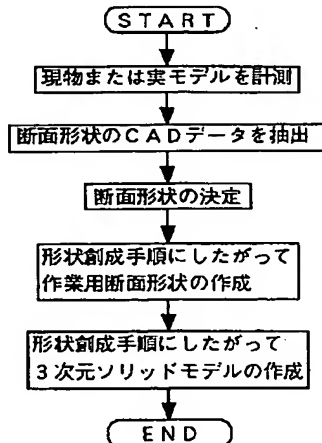 START
現物または実モデルを計測
断面形状のCADデータを抽出
断面形状の決定
形状創成手順にしたがって
作業用断面形状の作成
形状創成手順にしたがって
3次元ソリッドモデルの作成
END